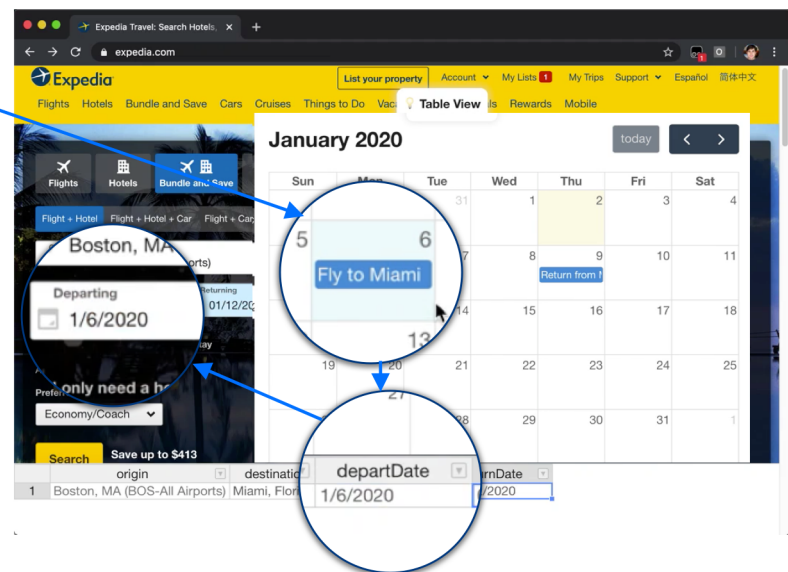 Expedia Travel: Search Hotels,
expedia.com
Expedia
List your property Account My Lists 1 My Trips Support Español 简体中文
Flights Hotels Bundle and Save Cars Cruises Things to Do Table View Rewards Mobile
January 2020 today
Flights Hotels Bundle and Save
Sun Tue Wed Thu Fri Sat
31 1 2 3 4
Flight + Hotel Flight + Hotel + Car Flight +
Boston, MA
5 6 7 8 9 10 11
Fly to Miami Return from
Departing Returning
1/6/2020 01/12/20
13 14 15 16 17 18
only need a
19 20 21 22 23 24 25
Economy/Coach
27 28 29 30 31 1
Search Save up to $413
origin destinatio departDate rnDate
1 Boston, MA (BOS-All Airports) Miami, Flori 1/6/2020 /2020